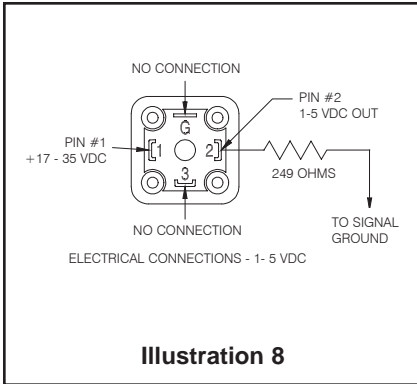 NO CONNECTION
PIN #2
1-5 VDC OUT
G
PIN #1
+17 - 35 VDC
1
2
3
249 OHMS
TO SIGNAL
GROUND
NO CONNECTION
ELECTRICAL CONNECTIONS - 1- 5 VDC
Illustration 8